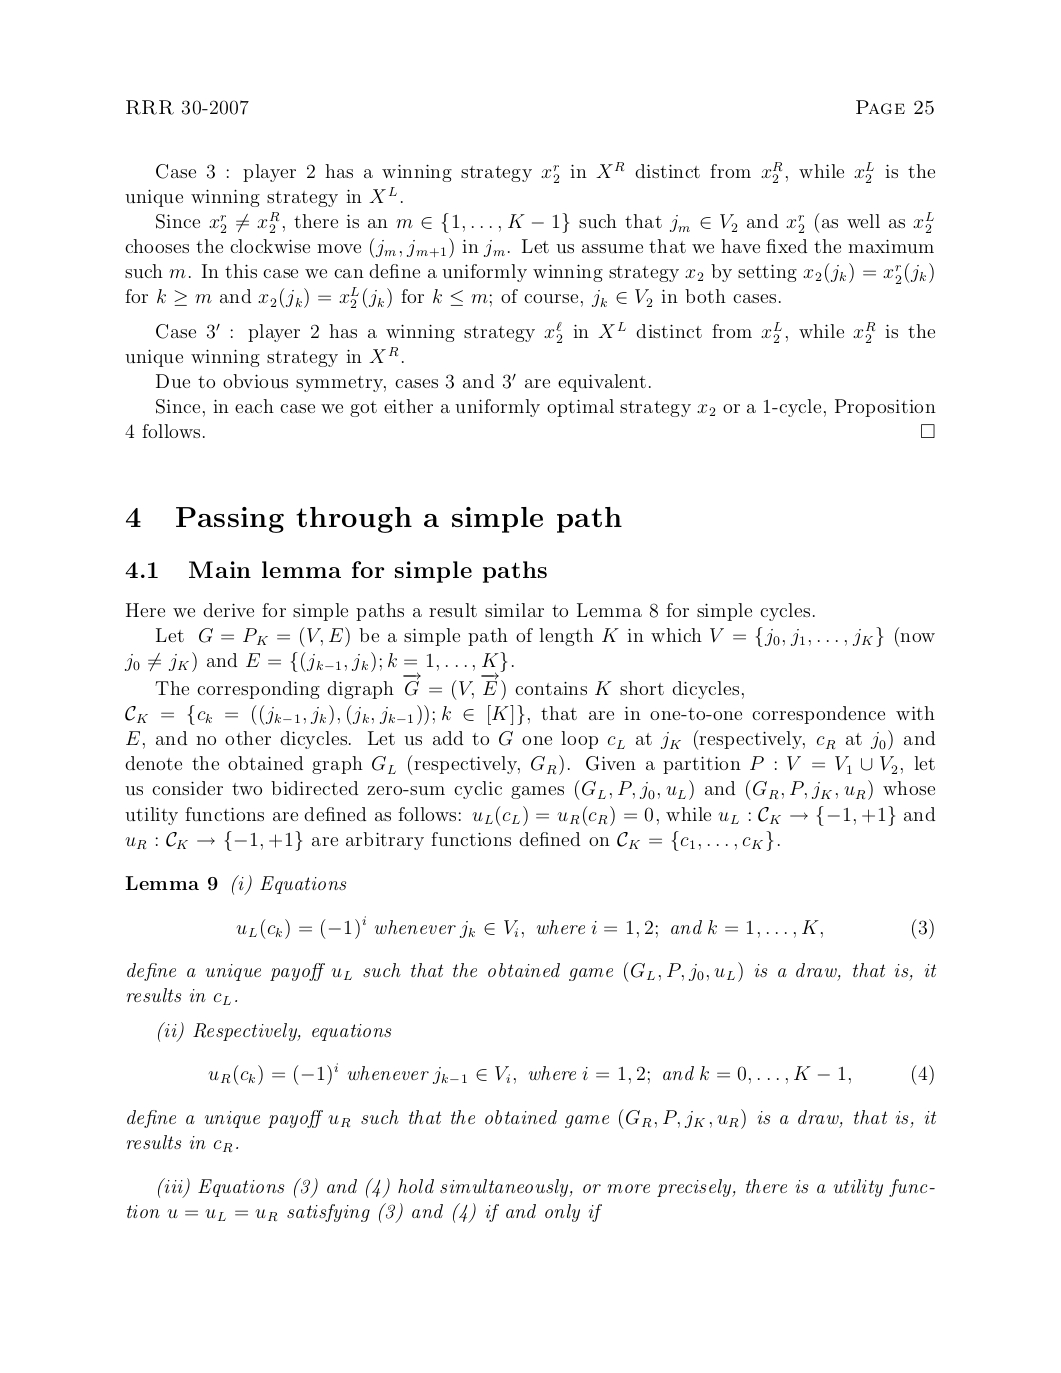 RRR 30-2007 Page 25
Case 3 : player 2 has a winning strategy $x_2^r$ in $X^R$ distinct from $x_2^R$, while $x_2^L$ is the
unique winning strategy in $X^L$.
Since $x_2^r \neq x_2^R$, there is an $m \in \{1, \ldots, K-1\}$ such that $j_m \in V_2$ and $x_2^r$ (as well as $x_2^L$
chooses the clockwise move $(j_m, j_{m+1})$ in $j_m$. Let us assume that we have fixed the maximum
such $m$. In this case we can define a uniformly winning strategy $x_2$ by setting $x_2(j_k) = x_2^r(j_k)$
for $k \geq m$ and $x_2(j_k) = x_2^L(j_k)$ for $k \leq m$; of course, $j_k \in V_2$ in both cases.
Case 3′ : player 2 has a winning strategy $x_2^\ell$ in $X^L$ distinct from $x_2^L$, while $x_2^R$ is the
unique winning strategy in $X^R$.
Due to obvious symmetry, cases 3 and 3′ are equivalent.
Since, in each case we got either a uniformly optimal strategy $x_2$ or a 1-cycle, Proposition
4 follows. □
4 Passing through a simple path
4.1 Main lemma for simple paths
Here we derive for simple paths a result similar to Lemma 8 for simple cycles.
Let $G = P_K = (V, E)$ be a simple path of length $K$ in which $V = \{j_0, j_1, \ldots, j_K\}$ (now
$j_0 \neq j_K$) and $E = \{(j_{k-1}, j_k); k = 1, \ldots, K\}$.
The corresponding digraph $\overrightarrow{G} = (V, \overrightarrow{E})$ contains $K$ short dicycles,
$\mathcal{C}_K = \{c_k = ((j_{k-1}, j_k), (j_k, j_{k-1})); k \in [K]\}$, that are in one-to-one correspondence with
$E$, and no other dicycles. Let us add to $G$ one loop $c_L$ at $j_K$ (respectively, $c_R$ at $j_0$) and
denote the obtained graph $G_L$ (respectively, $G_R$). Given a partition $P : V = V_1 \cup V_2$, let
us consider two bidirected zero-sum cyclic games $(G_L, P, j_0, u_L)$ and $(G_R, P, j_K, u_R)$ whose
utility functions are defined as follows: $u_L(c_L) = u_R(c_R) = 0$, while $u_L : \mathcal{C}_K \to \{-1, +1\}$ and
$u_R : \mathcal{C}_K \to \{-1, +1\}$ are arbitrary functions defined on $\mathcal{C}_K = \{c_1, \ldots, c_K\}$.
Lemma 9 (i) Equations
$u_L(c_k) = (-1)^i$ whenever $j_k \in V_i$, where $i = 1, 2$; and $k = 1, \ldots, K$, (3)
define a unique payoff $u_L$ such that the obtained game $(G_L, P, j_0, u_L)$ is a draw, that is, it
results in $c_L$.
(ii) Respectively, equations
$u_R(c_k) = (-1)^i$ whenever $j_{k-1} \in V_i$, where $i = 1, 2$; and $k = 0, \ldots, K-1$, (4)
define a unique payoff $u_R$ such that the obtained game $(G_R, P, j_K, u_R)$ is a draw, that is, it
results in $c_R$.
(iii) Equations (3) and (4) hold simultaneously, or more precisely, there is a utility func-
tion $u = u_L = u_R$ satisfying (3) and (4) if and only if